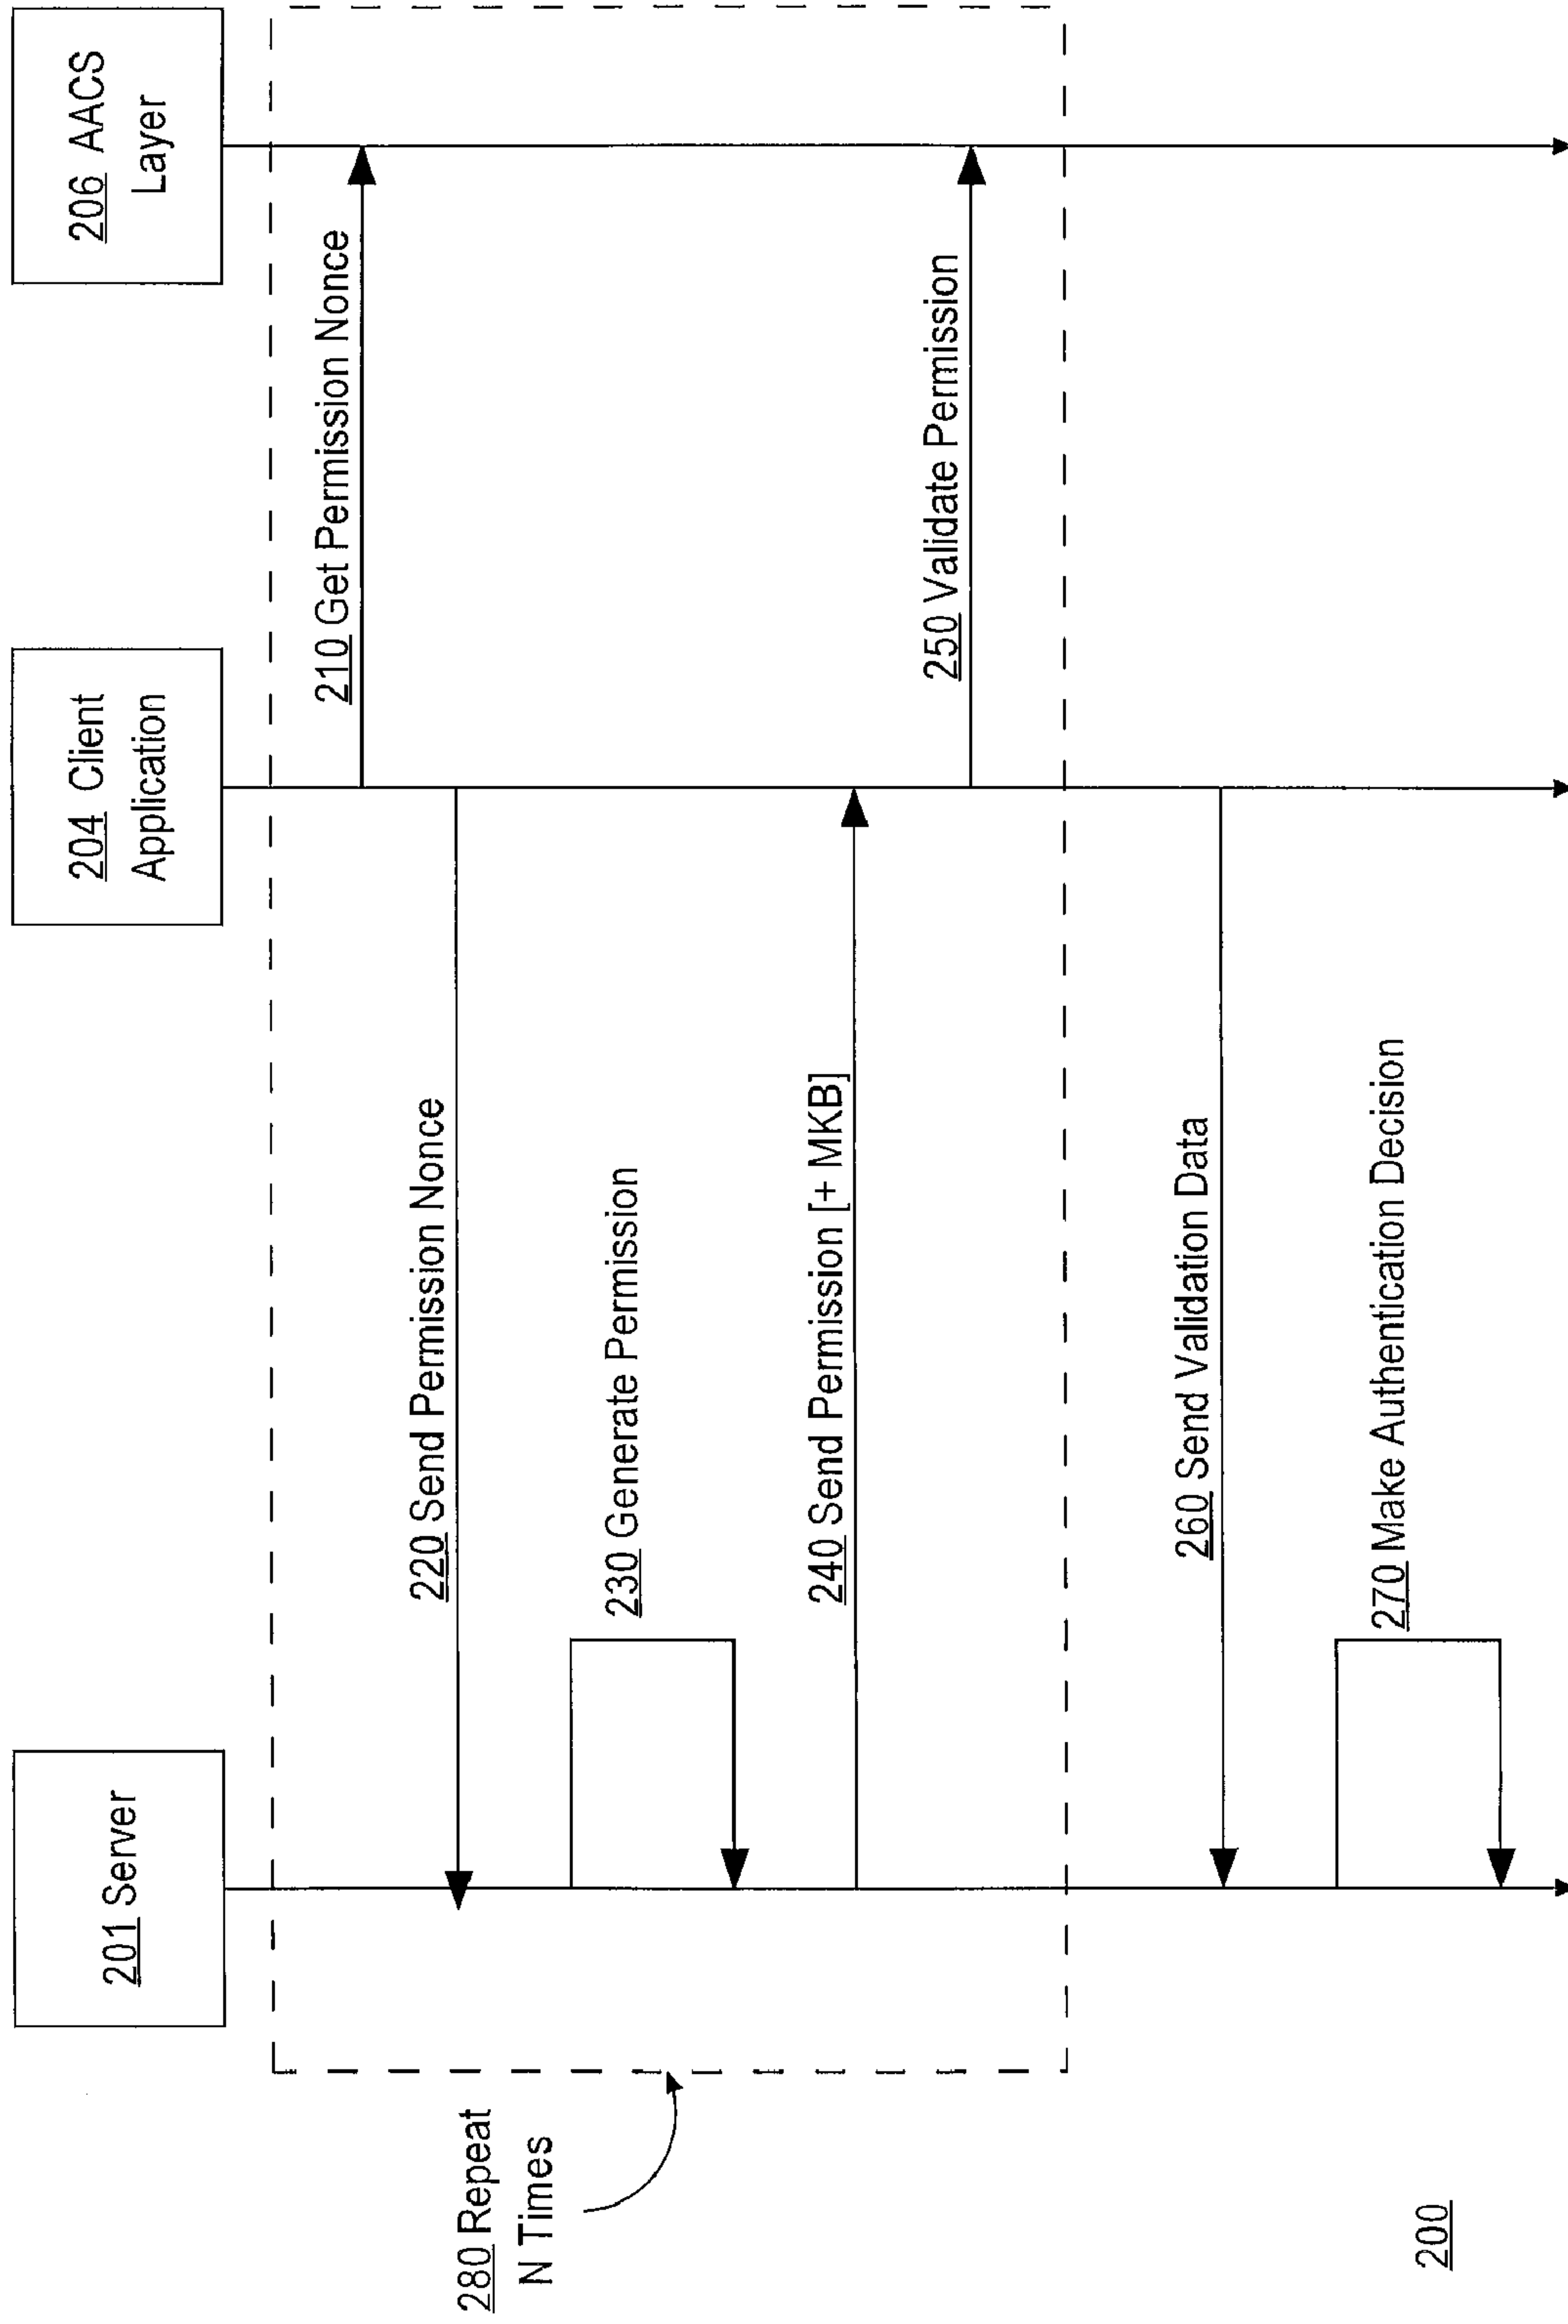 201 Server
204 Client
Application
206 AACS
Layer
210 Get Permission Nonce
220 Send Permission Nonce
230 Generate Permission
240 Send Permission [+ MKB]
250 Validate Permission
260 Send Validation Data
270 Make Authentication Decision
280 Repeat
N Times
200